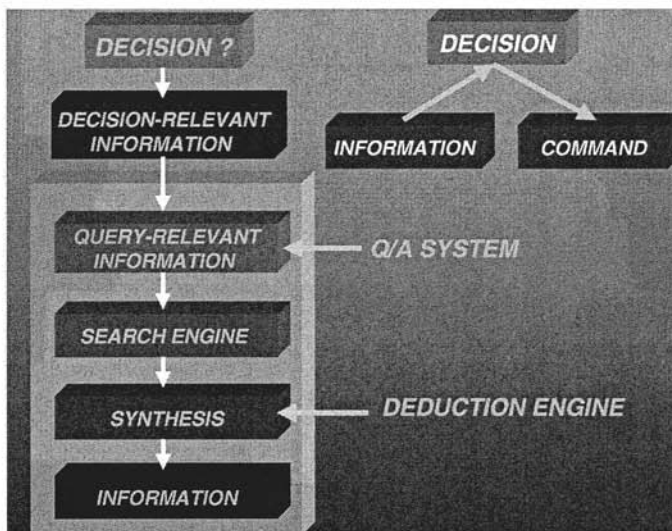 DECISION ?
DECISION
DECISION-RELEVANT
INFORMATION
INFORMATION
COMMAND
QUERY-RELEVANT
INFORMATION
Q/A SYSTEM
SEARCH ENGINE
SYNTHESIS
DEDUCTION ENGINE
INFORMATION